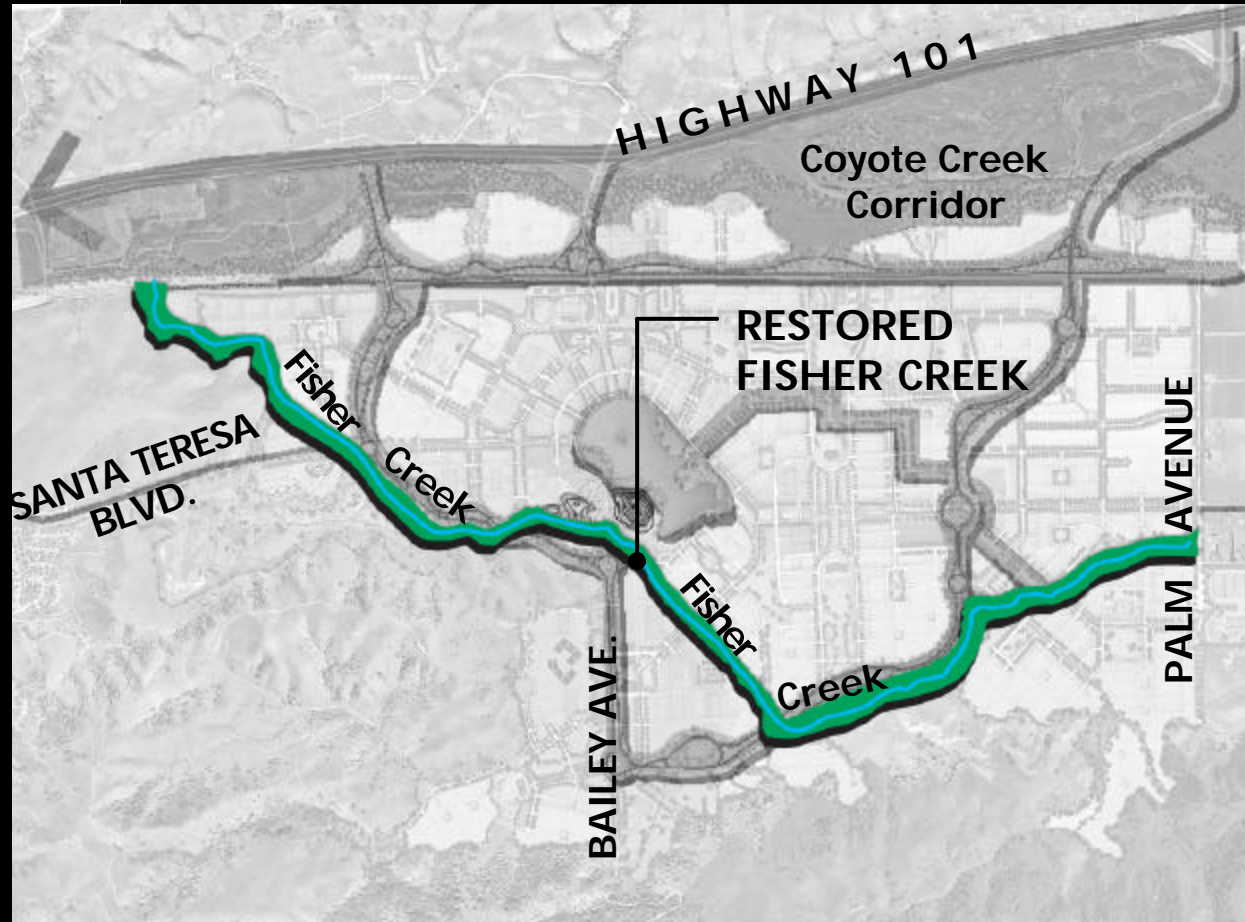 HIGHWAY 101
Coyote Creek
Corridor
RESTORED
FISHER CREEK
Fisher
Creek
SANTA TERESA
BLVD.
Fisher
Creek
BAILEY AVE.
PALM AVENUE